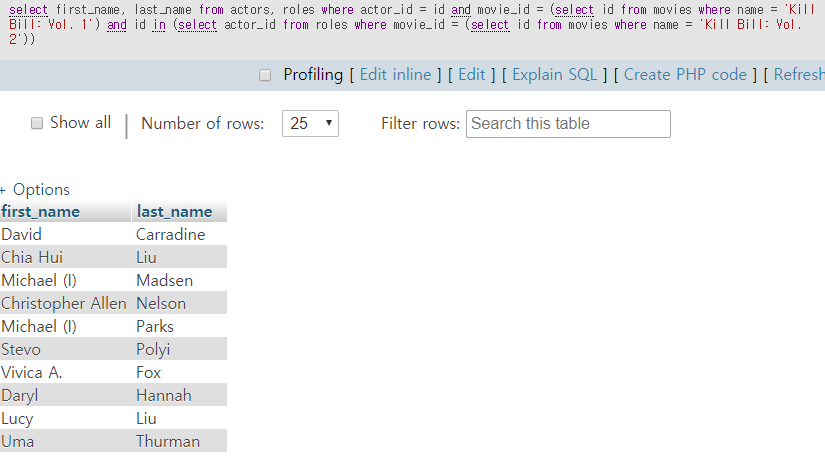 select first_name, last_name from actors, roles where actor_id = id and movie_id = (select id from movies where name = 'Kill
Bill: Vol. 1') and id in (select actor_id from roles where movie_id = (select id from movies where name = 'Kill Bill: Vol.
2'))
Profiling [ Edit inline ] [ Edit ] [ Explain SQL ] [ Create PHP code ] [ Refresh
Show all | Number of rows: 25 Filter rows: Search this table
+ Options
first_name last_name
David Carradine
Chia Hui Liu
Michael (I) Madsen
Christopher Allen Nelson
Michael (I) Parks
Stevo Polyi
Vivica A. Fox
Daryl Hannah
Lucy Liu
Uma Thurman